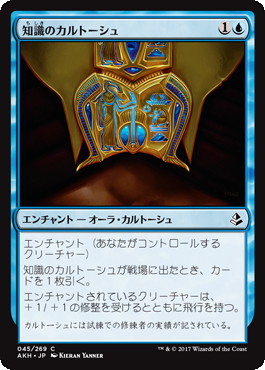 ち しき
知識のカルトーシュ 1
エンチャント ― オーラ・カルトーシュ
エンチャント（あなたがコントロールする
クリーチャー）
知識のカルトーシュが戦場に出たとき、カー
ドを１枚引く。
エンチャントされているクリーチャーは、
＋１/＋１の修整を受けるとともに飛行を持つ。
カルトーシュには試練での修練者の実績が記されている。
045/269 C
AKH • JP KIERAN YANNER
™ & © 2017 Wizards of the Coast